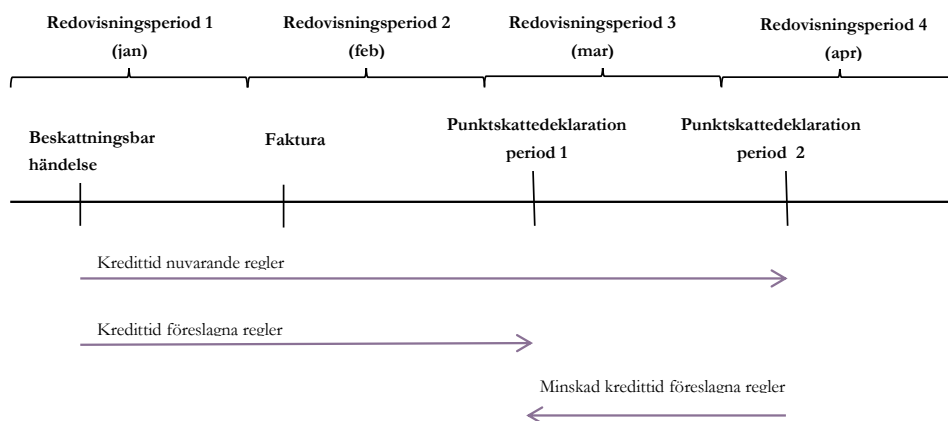 Redovisningsperiod 1
(jan)
Redovisningsperiod 2
(feb)
Redovisningsperiod 3
(mar)
Redovisningsperiod 4
(apr)
Beskattningsbar
händelse
Faktura
Punktskattedeklaration
period 1
Punktskattedeklaration
period 2
Kredittid nuvarande regler
Kredittid föreslagna regler
Minskad kredittid föreslagna regler